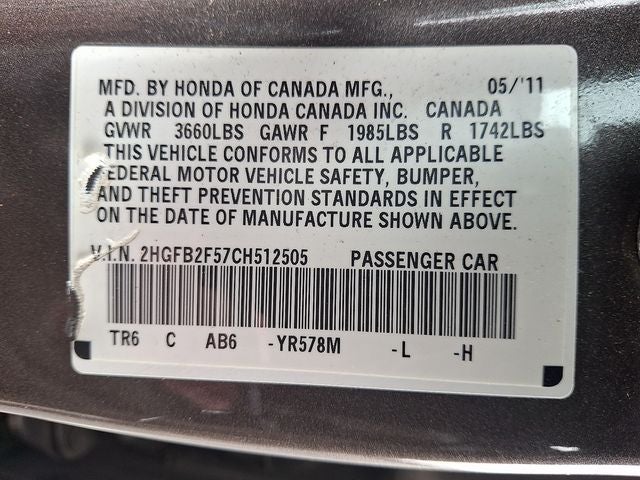 MFD. BY HONDA OF CANADA MFG., 05/'11
A DIVISION OF HONDA CANADA INC. CANADA
GVWR 3660LBS GAWR F 1985LBS R 1742LBS
THIS VEHICLE CONFORMS TO ALL APPLICABLE
FEDERAL MOTOR VEHICLE SAFETY, BUMPER,
AND THEFT PREVENTION STANDARDS IN EFFECT
ON THE DATE OF MANUFACTURE SHOWN ABOVE.
V.I.N. 2HGFB2F57CH512505 PASSENGER CAR
TR6 C AB6 -YR578M -L -H